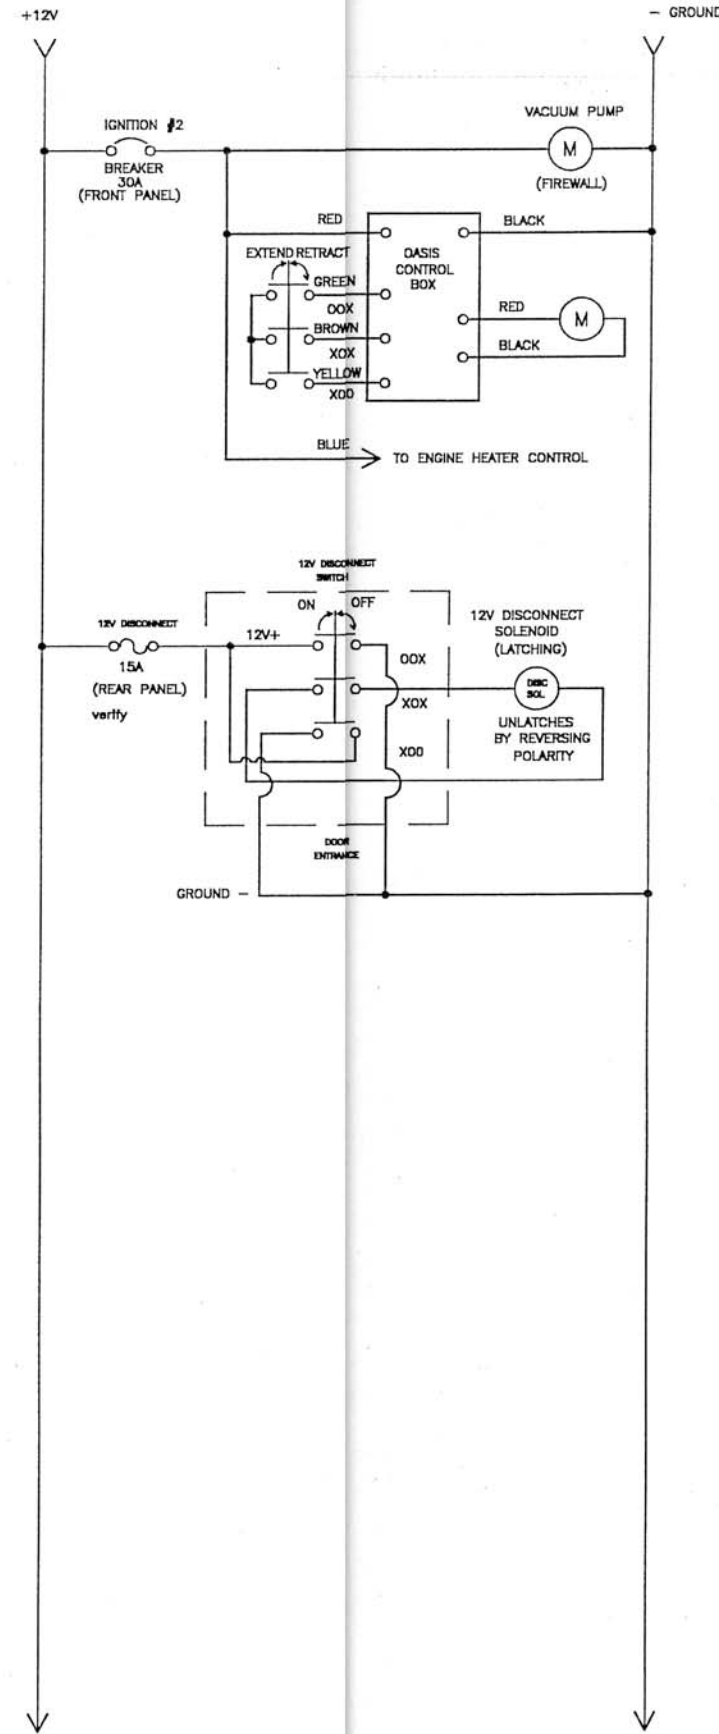 +12V
− GROUND
IGNITION #2
BREAKER
30A
(FRONT PANEL)
VACUUM PUMP
M
(FIREWALL)
RED
BLACK
OASIS
CONTROL
BOX
EXTEND RETRACT
GREEN
OOX
BROWN
XOX
YELLOW
XOO
RED
M
BLACK
BLUE
TO ENGINE HEATER CONTROL
12V DISCONNECT
SWITCH
ON OFF
12V DISCONNECT
15A
(REAR PANEL)
verify
12V+
OOX
XOX
XOO
12V DISCONNECT
SOLENOID
(LATCHING)
DISC
SOL
UNLATCHES
BY REVERSING
POLARITY
DOOR
ENTRANCE
GROUND −